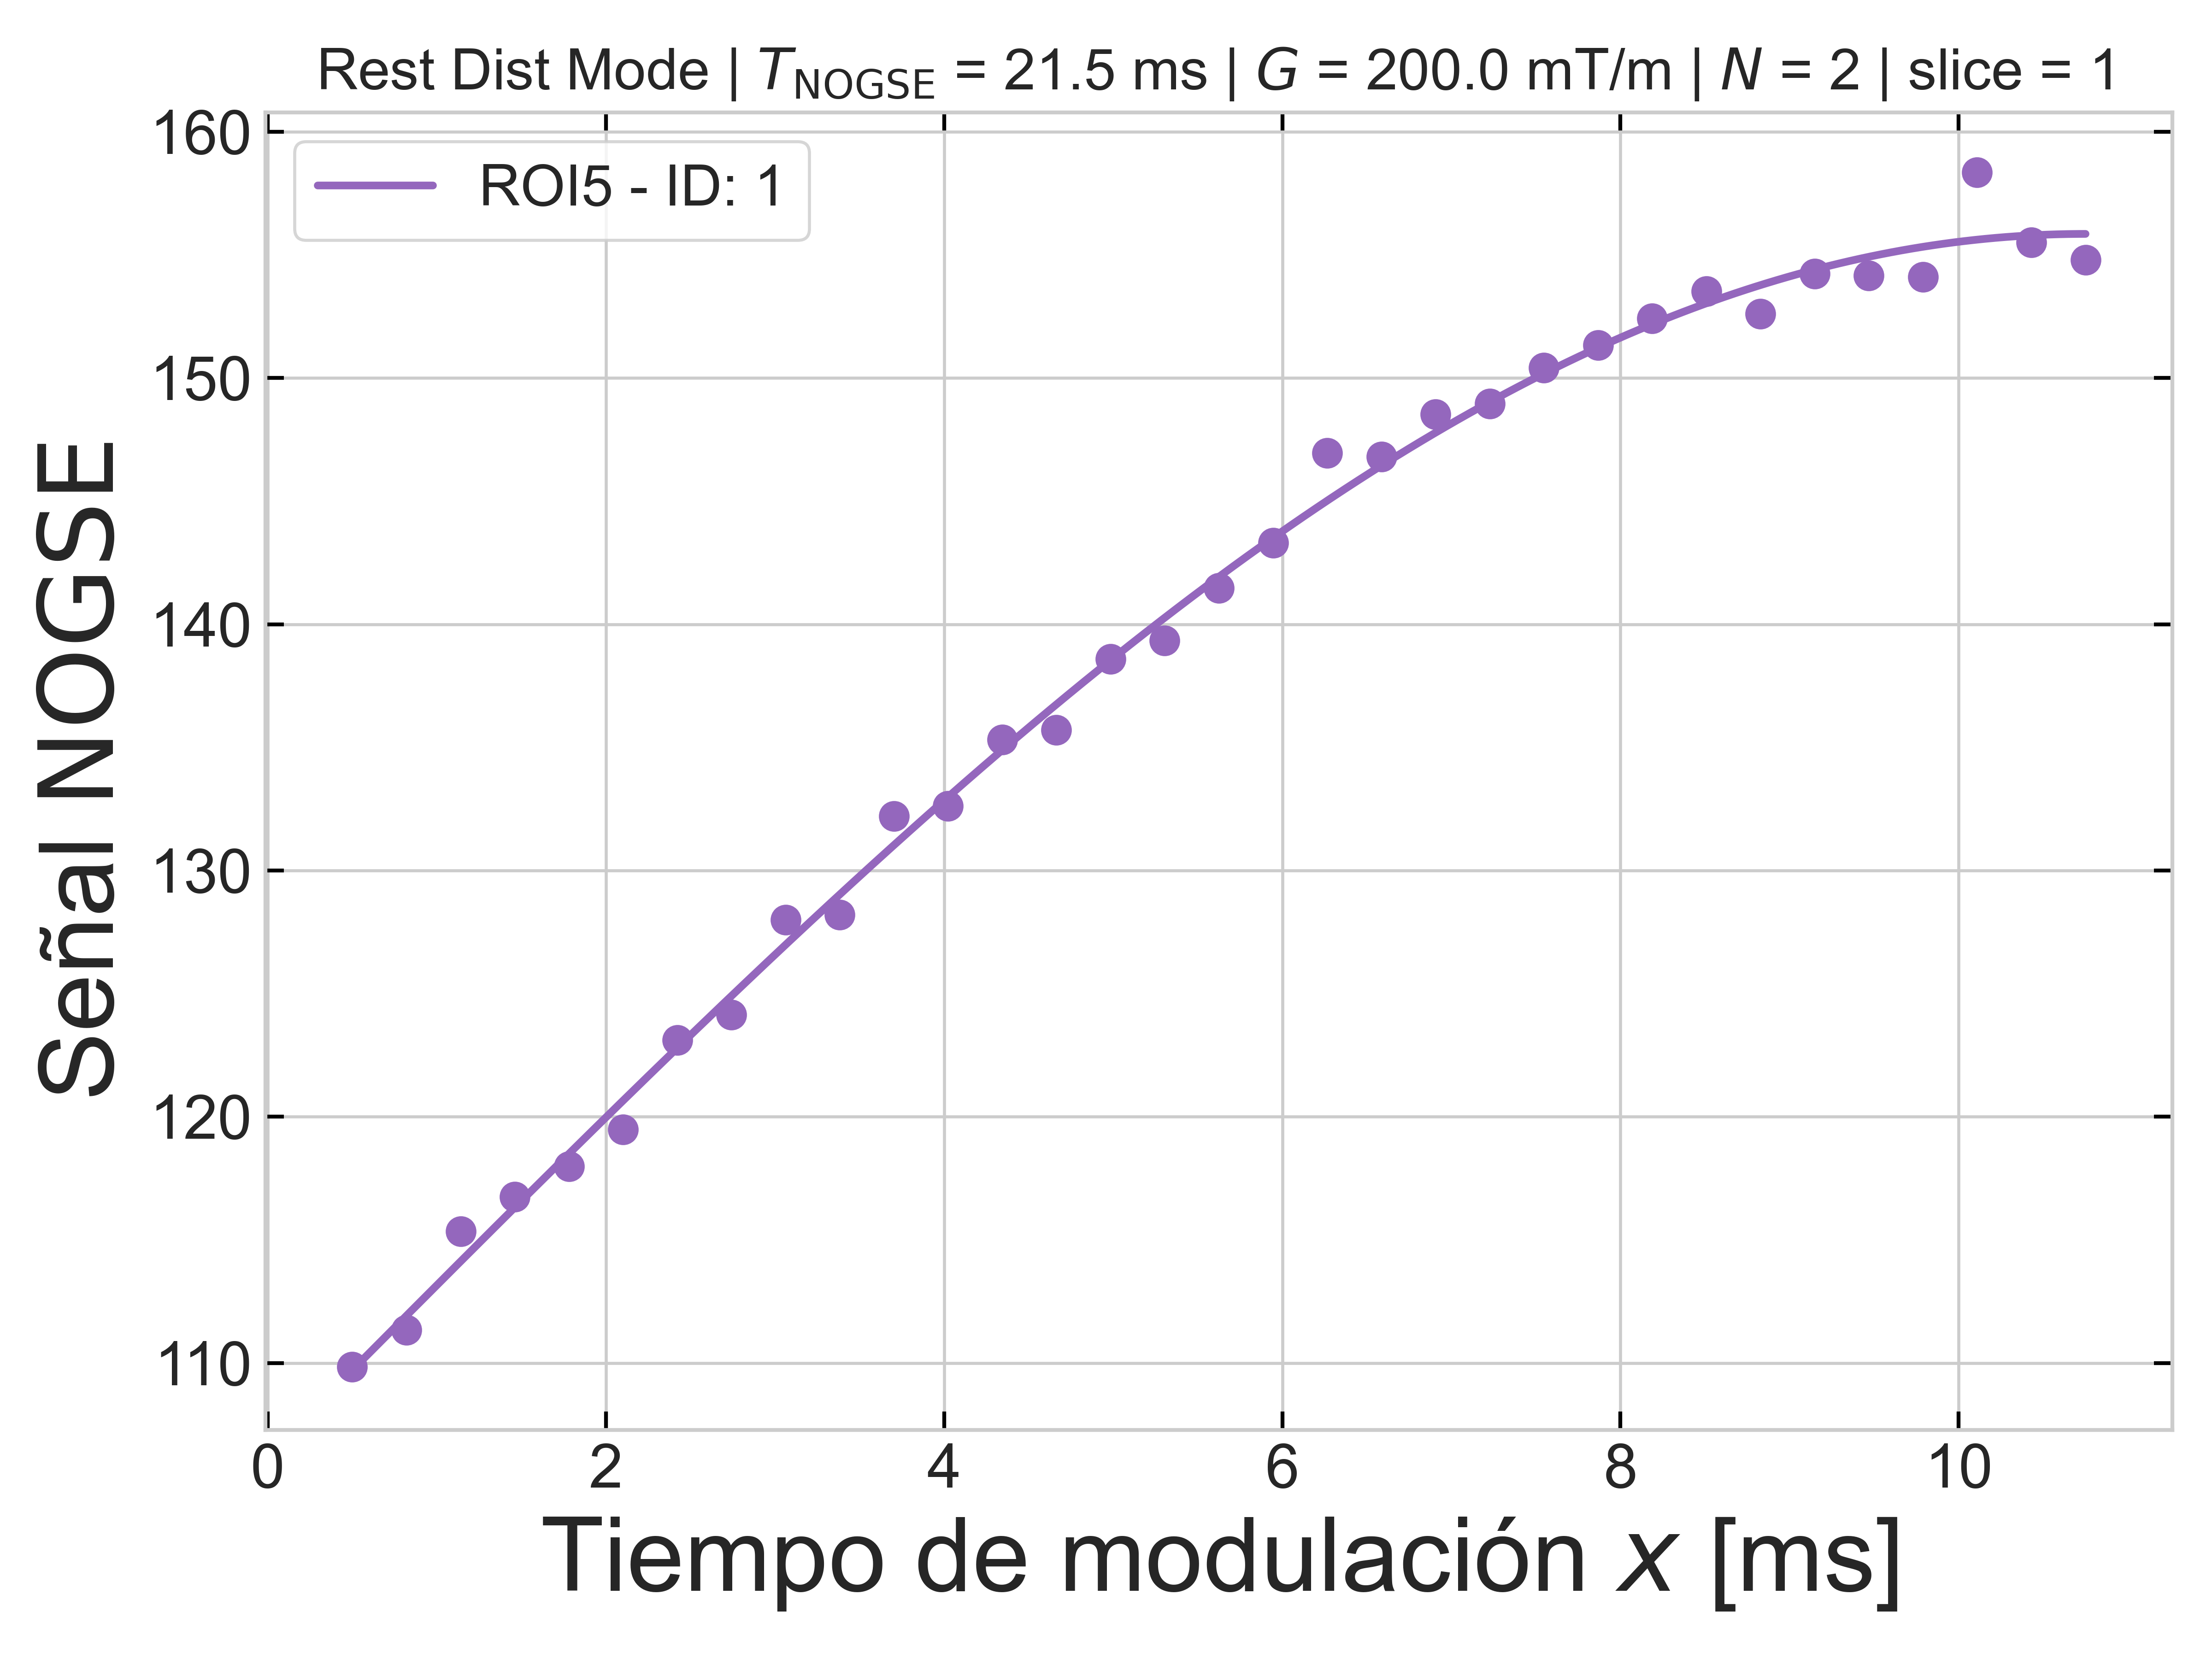 Rest Dist Mode | T_NOGSE = 21.5 ms | G = 200.0 mT/m | N = 2 | slice = 1
ROI5 - ID: 1
Señal NOGSE
160
150
140
130
120
110
0 2 4 6 8 10
Tiempo de modulación x [ms]